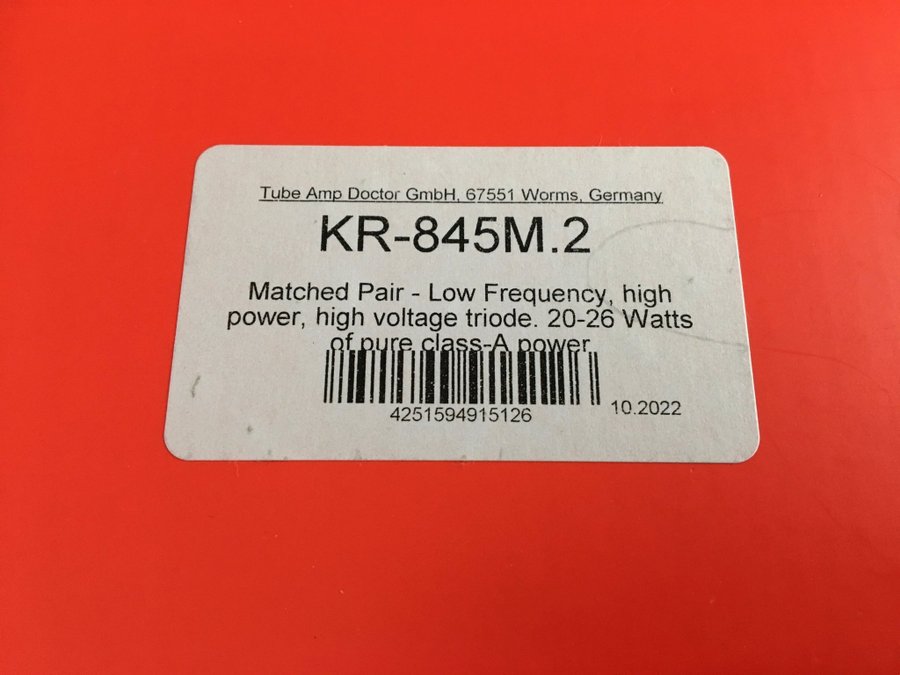 Tube Amp Doctor GmbH, 67551 Worms, Germany
KR-845M.2
Matched Pair - Low Frequency, high
power, high voltage triode. 20-26 Watts
of pure class-A power
4251594915126
10.2022